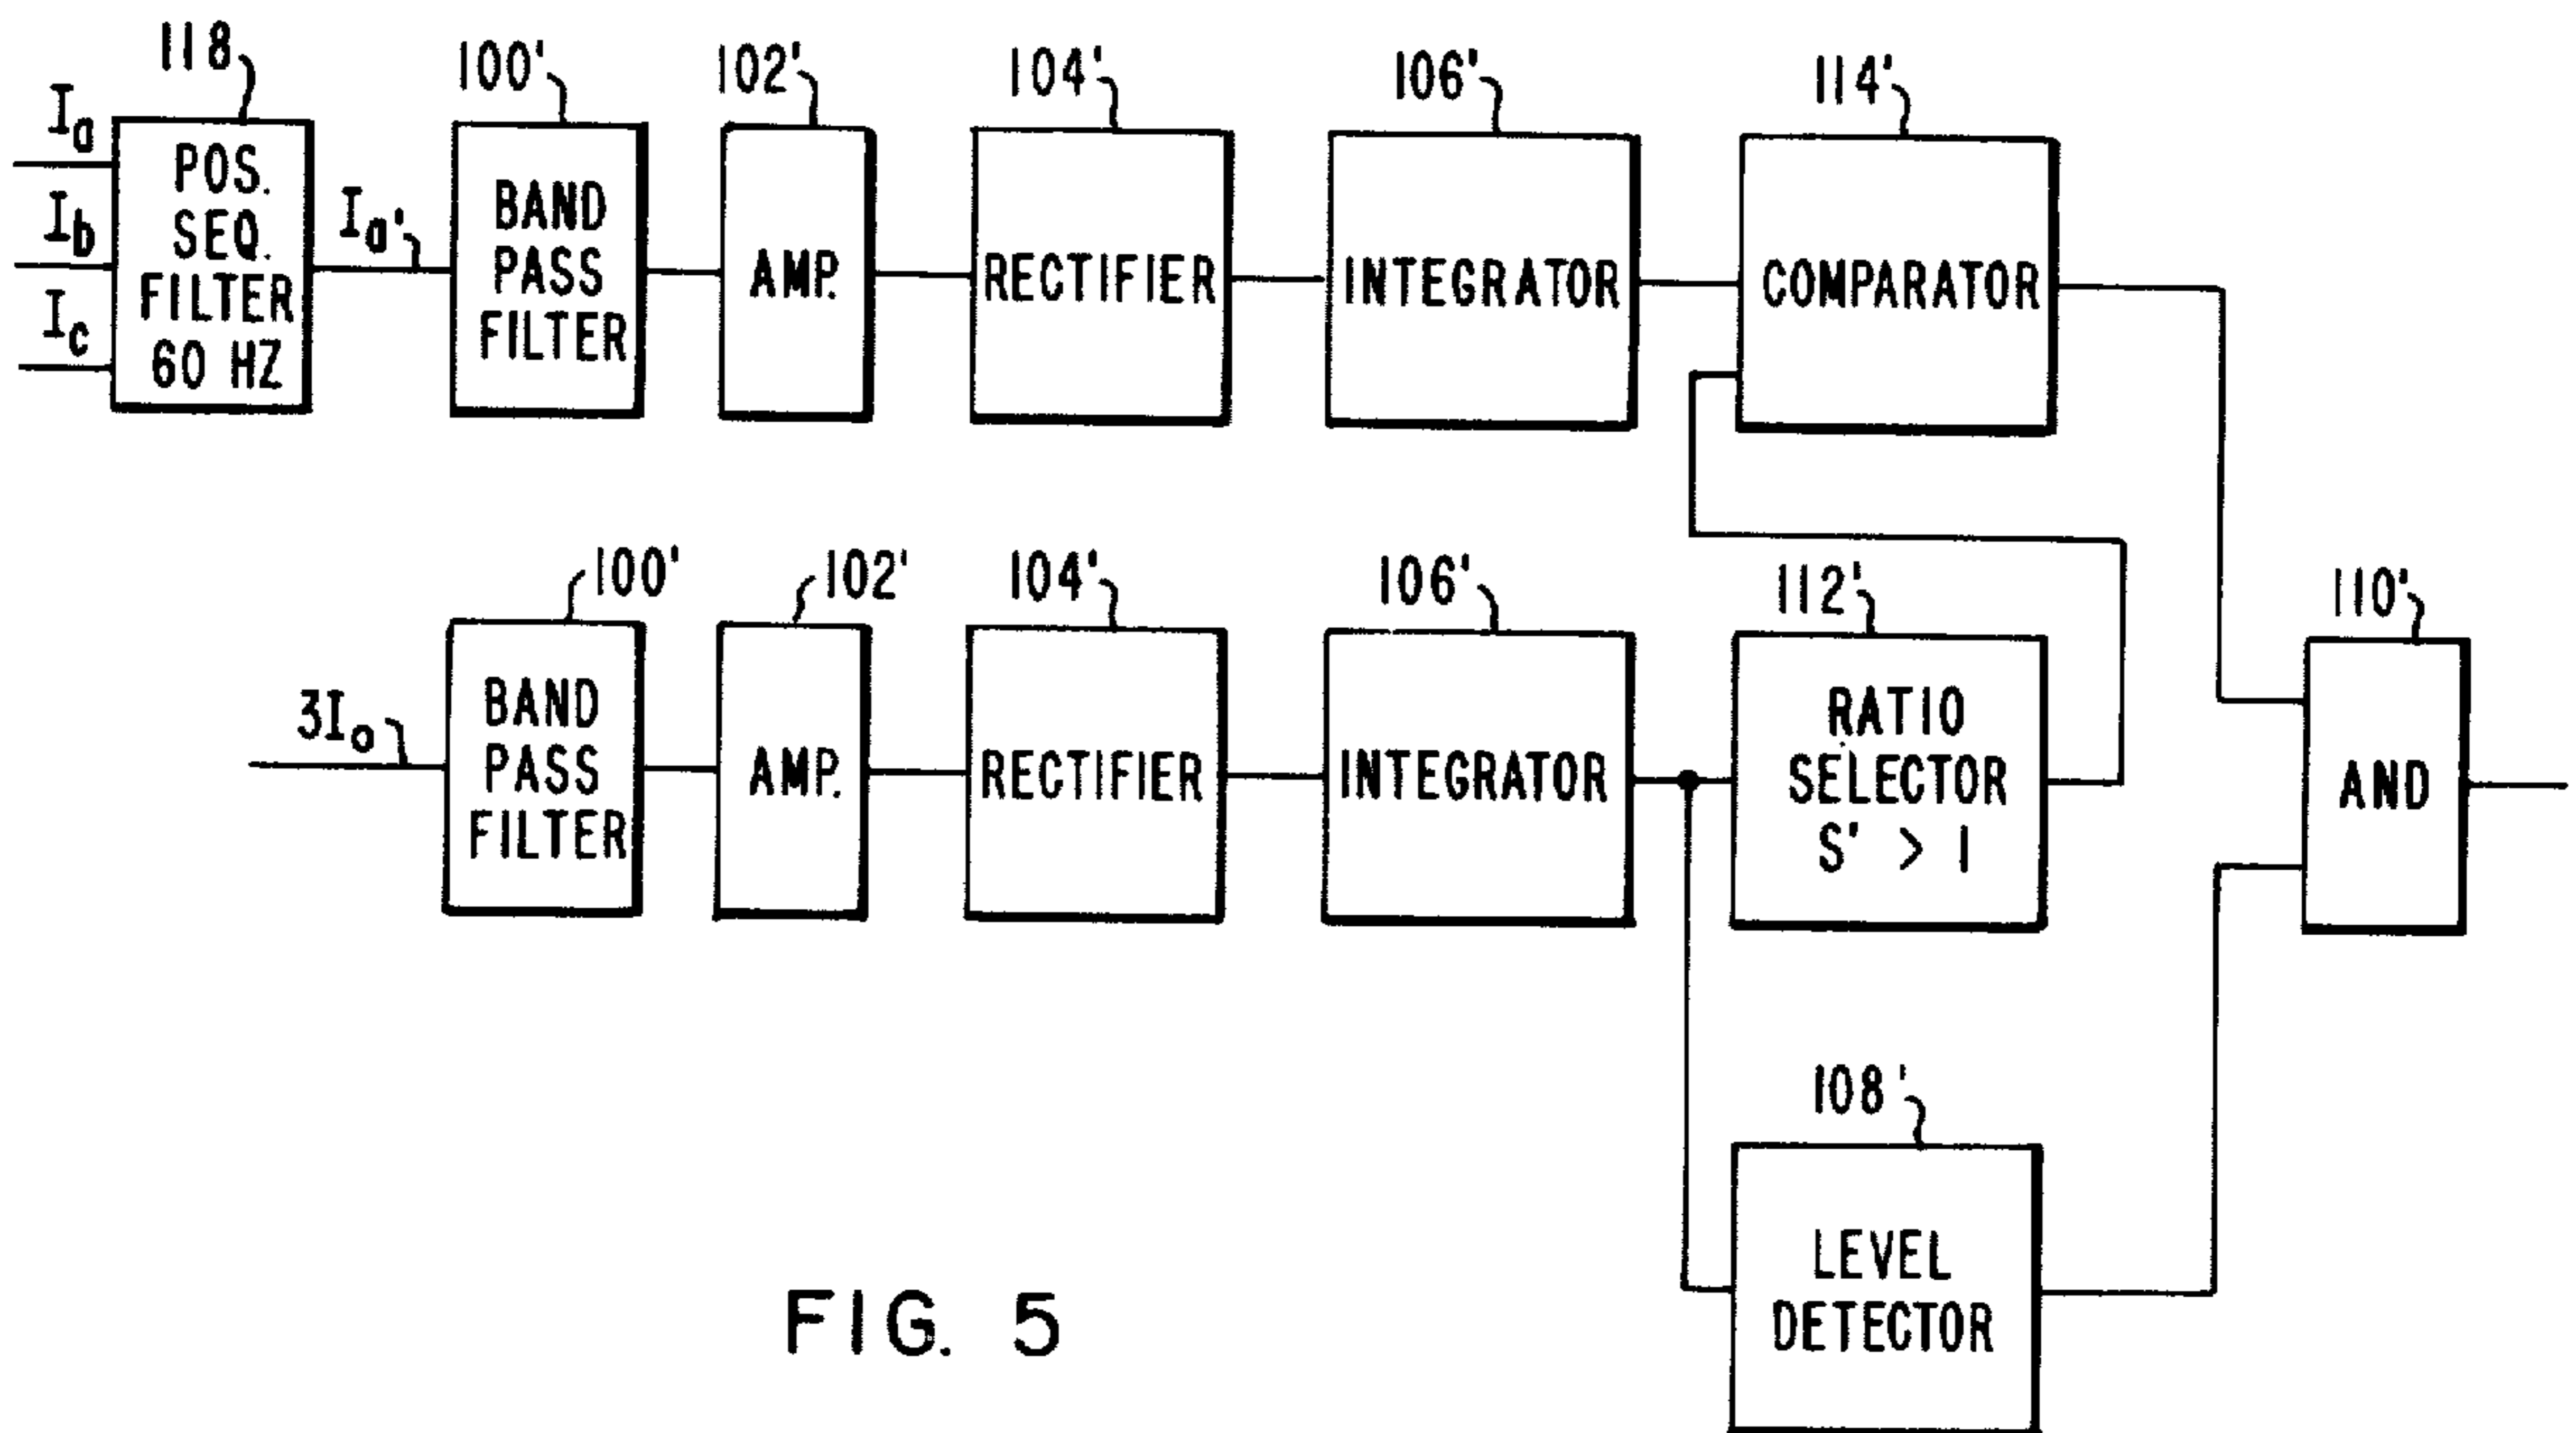 118
100'
102'
104'
106'
114'
Ia
Ib
Ic
POS.
SEQ.
FILTER
60 HZ
Ia'
BAND
PASS
FILTER
AMP.
RECTIFIER
INTEGRATOR
COMPARATOR
100'
102'
104'
106'
112'
110'
3Io
BAND
PASS
FILTER
AMP.
RECTIFIER
INTEGRATOR
RATIO
SELECTOR
S' > 1
AND
108'
LEVEL
DETECTOR
FIG. 5